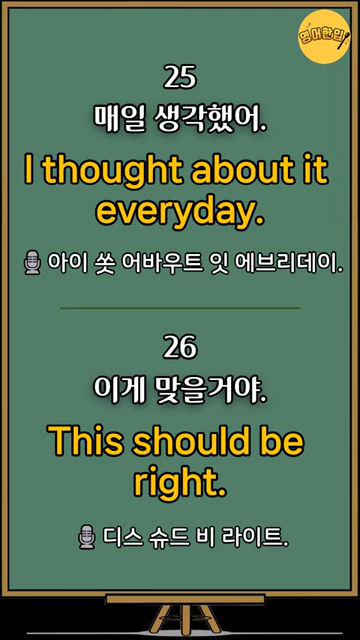 영어한입
25
매일 생각했어.
I thought about it
everyday.
아이 쏫 어바우트 잇 에브리데이.
26
이게 맞을거야.
This should be
right.
디스 슈드 비 라이트.